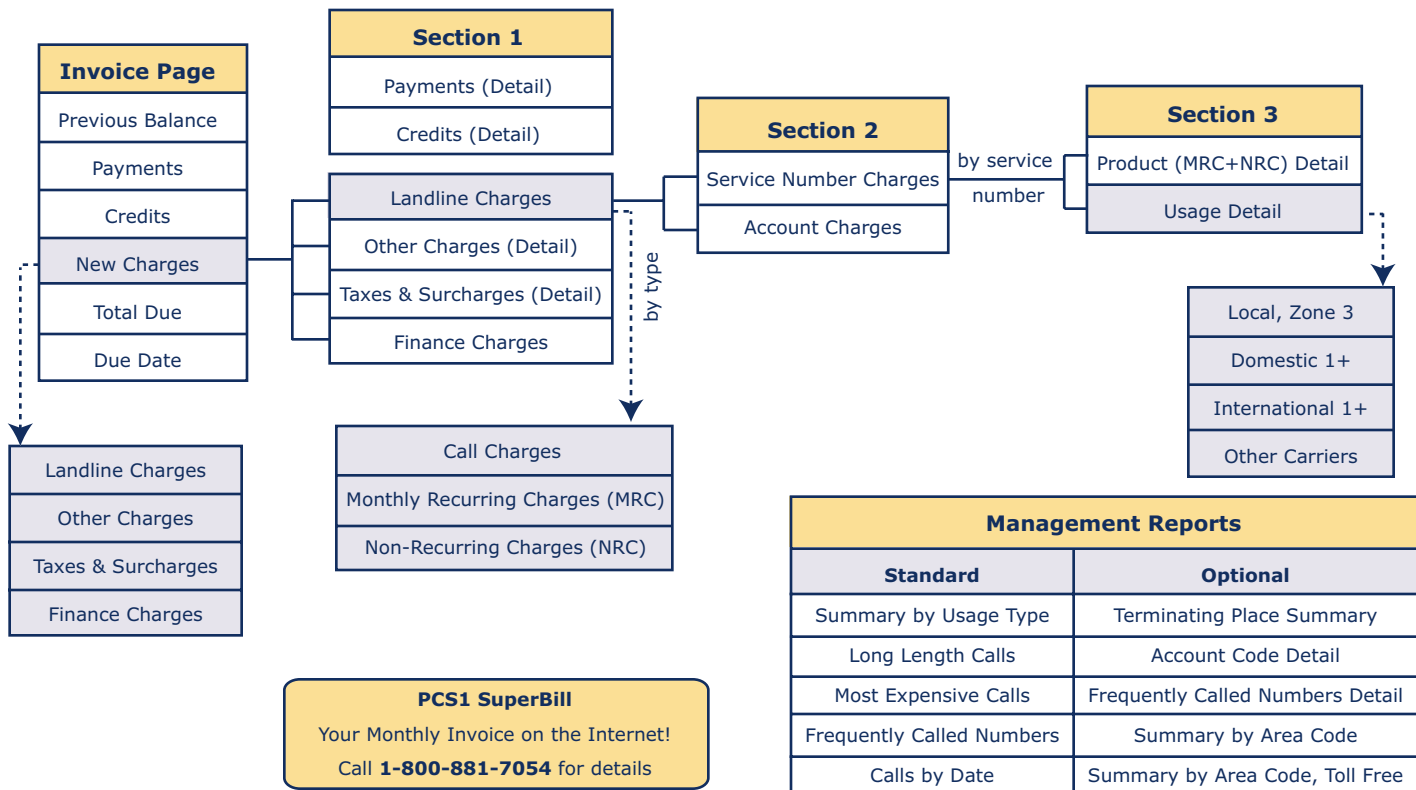 Invoice Page
Previous Balance
Payments
Credits
New Charges
Total Due
Due Date
Landline Charges
Other Charges
Taxes & Surcharges
Finance Charges
Section 1
Payments (Detail)
Credits (Detail)
Landline Charges
Other Charges (Detail)
Taxes & Surcharges (Detail)
Finance Charges
by type
Call Charges
Monthly Recurring Charges (MRC)
Non-Recurring Charges (NRC)
Section 2
Service Number Charges
Account Charges
by service
number
Section 3
Product (MRC+NRC) Detail
Usage Detail
Local, Zone 3
Domestic 1+
International 1+
Other Carriers
PCS1 SuperBill
Your Monthly Invoice on the Internet!
Call 1-800-881-7054 for details
Management Reports
Standard Optional
Summary by Usage Type Terminating Place Summary
Long Length Calls Account Code Detail
Most Expensive Calls Frequently Called Numbers Detail
Frequently Called Numbers Summary by Area Code
Calls by Date Summary by Area Code, Toll Free